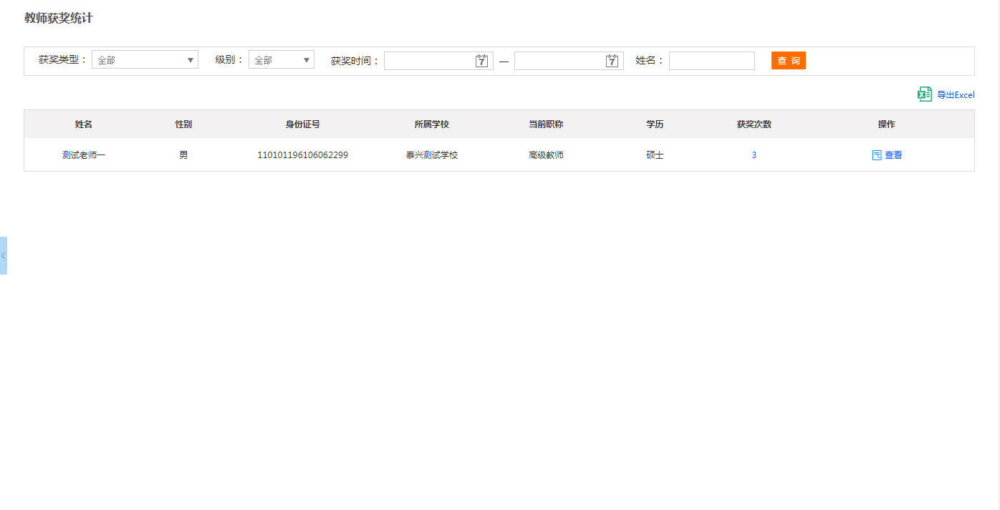 教师获奖统计
获奖类型： 全部 级别： 全部 获奖时间： 7 — 7 姓名： 查 询
导出Excel
姓名 性别 身份证号 所属学校 当前职称 学历 获奖次数 操作
测试老师一 男 110101196106062299 泰兴测试学校 高级教师 硕士 3 查看